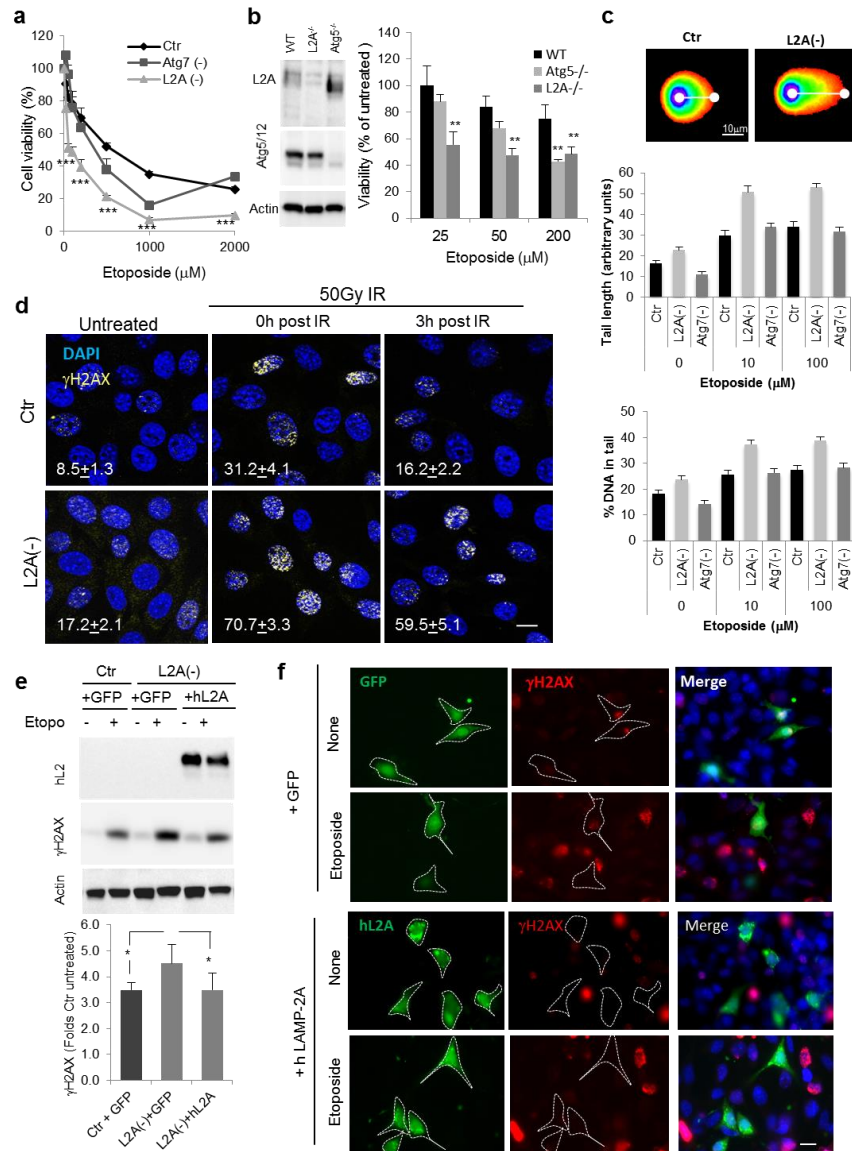 a
120
100
80
60
40
20
0
Cell viability (%)
Ctr
Atg7 (-)
L2A (-)
***
***
***
***
***
0
1000
2000
Etoposide (µM)
b
WT
L2A-/-
Atg5-/-
L2A
Atg5/12
Actin
Viability (% of untreated )
140
120
100
80
60
40
20
0
WT
Atg5-/-
L2A-/-
**
**
**
**
25
50
200
Etoposide (µM)
c
Ctr
L2A(-)
10µm
Tail length (arbitrary units)
60
50
40
30
20
10
0
Ctr
L2A(-)
Atg7(-)
Ctr
L2A(-)
Atg7(-)
Ctr
L2A(-)
Atg7(-)
0
10
100
Etoposide (µM)
% DNA in tail
50
40
30
20
10
0
Ctr
L2A(-)
Atg7(-)
Ctr
L2A(-)
Atg7(-)
Ctr
L2A(-)
Atg7(-)
0
10
100
Etoposide (µM)
d
50Gy IR
Untreated
0h post IR
3h post IR
DAPI
γH2AX
Ctr
8.5±1.3
31.2±4.1
16.2±2.2
L2A(-)
17.2±2.1
70.7±3.3
59.5±5.1
e
Ctr
L2A(-)
+GFP
+GFP
+hL2A
Etopo
- + - + - +
hL2
γH2AX
Actin
γH2AX (Folds Ctr untreated)
6.0
5.0
4.0
3.0
2.0
1.0
0.0
*
*
Ctr + GFP
L2A(-)+GFP
L2A(-)+hL2A
f
+ GFP
None
GFP
γH2AX
Merge
Etoposide
+ h LAMP-2A
None
hL2A
γH2AX
Merge
Etoposide